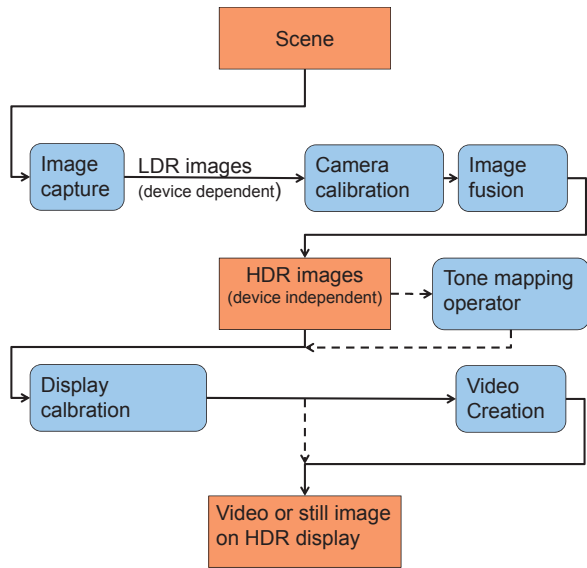 Scene
Image
capture
LDR images
(device dependent)
Camera
calibration
Image
fusion
HDR images
(device independent)
Tone mapping
operator
Display
calbration
Video
Creation
Video or still image
on HDR display